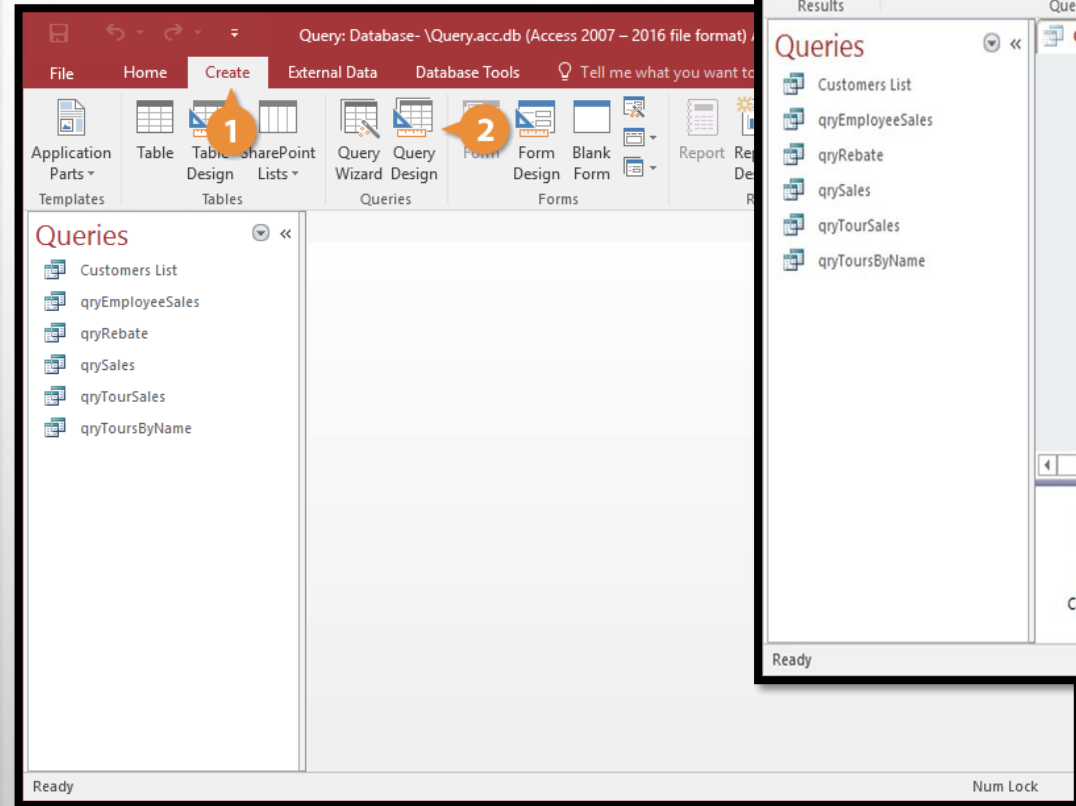 Query: Database- \Query.acc.db (Access 2007 – 2016 file format)
File Home Create External Data Database Tools Tell me what you want to
1
2
Application Parts
Table
Table Design
SharePoint Lists
Query Wizard
Query Design
Form
Form Design
Blank Form
Report
Templates
Tables
Queries
Forms
Queries
Customers List
qryEmployeeSales
qryRebate
qrySales
qryTourSales
qryToursByName
Ready
Num Lock
Results
Queries
Customers List
qryEmployeeSales
qryRebate
qrySales
qryTourSales
qryToursByName
Ready